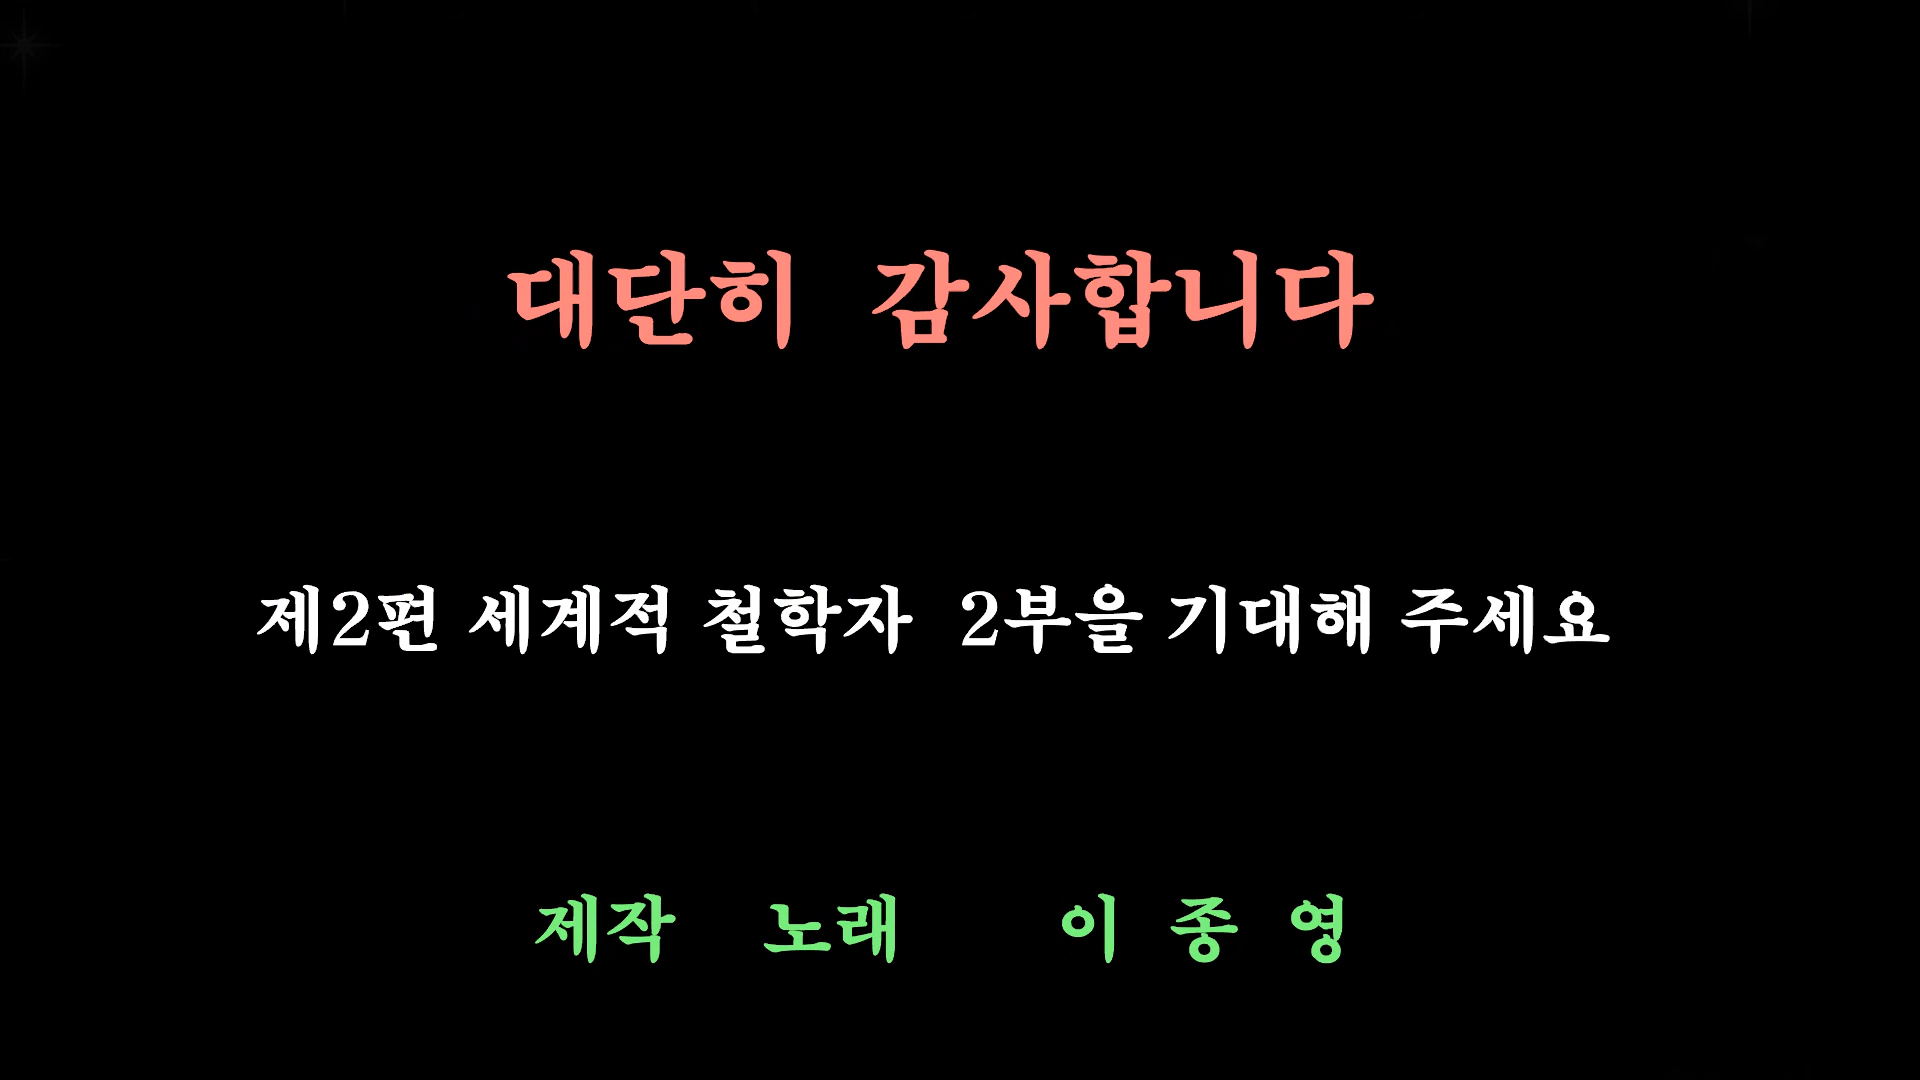 대단히 감사합니다
제2편 세계적 철학자 2부을 기대해 주세요
제작 노래 이 종 영